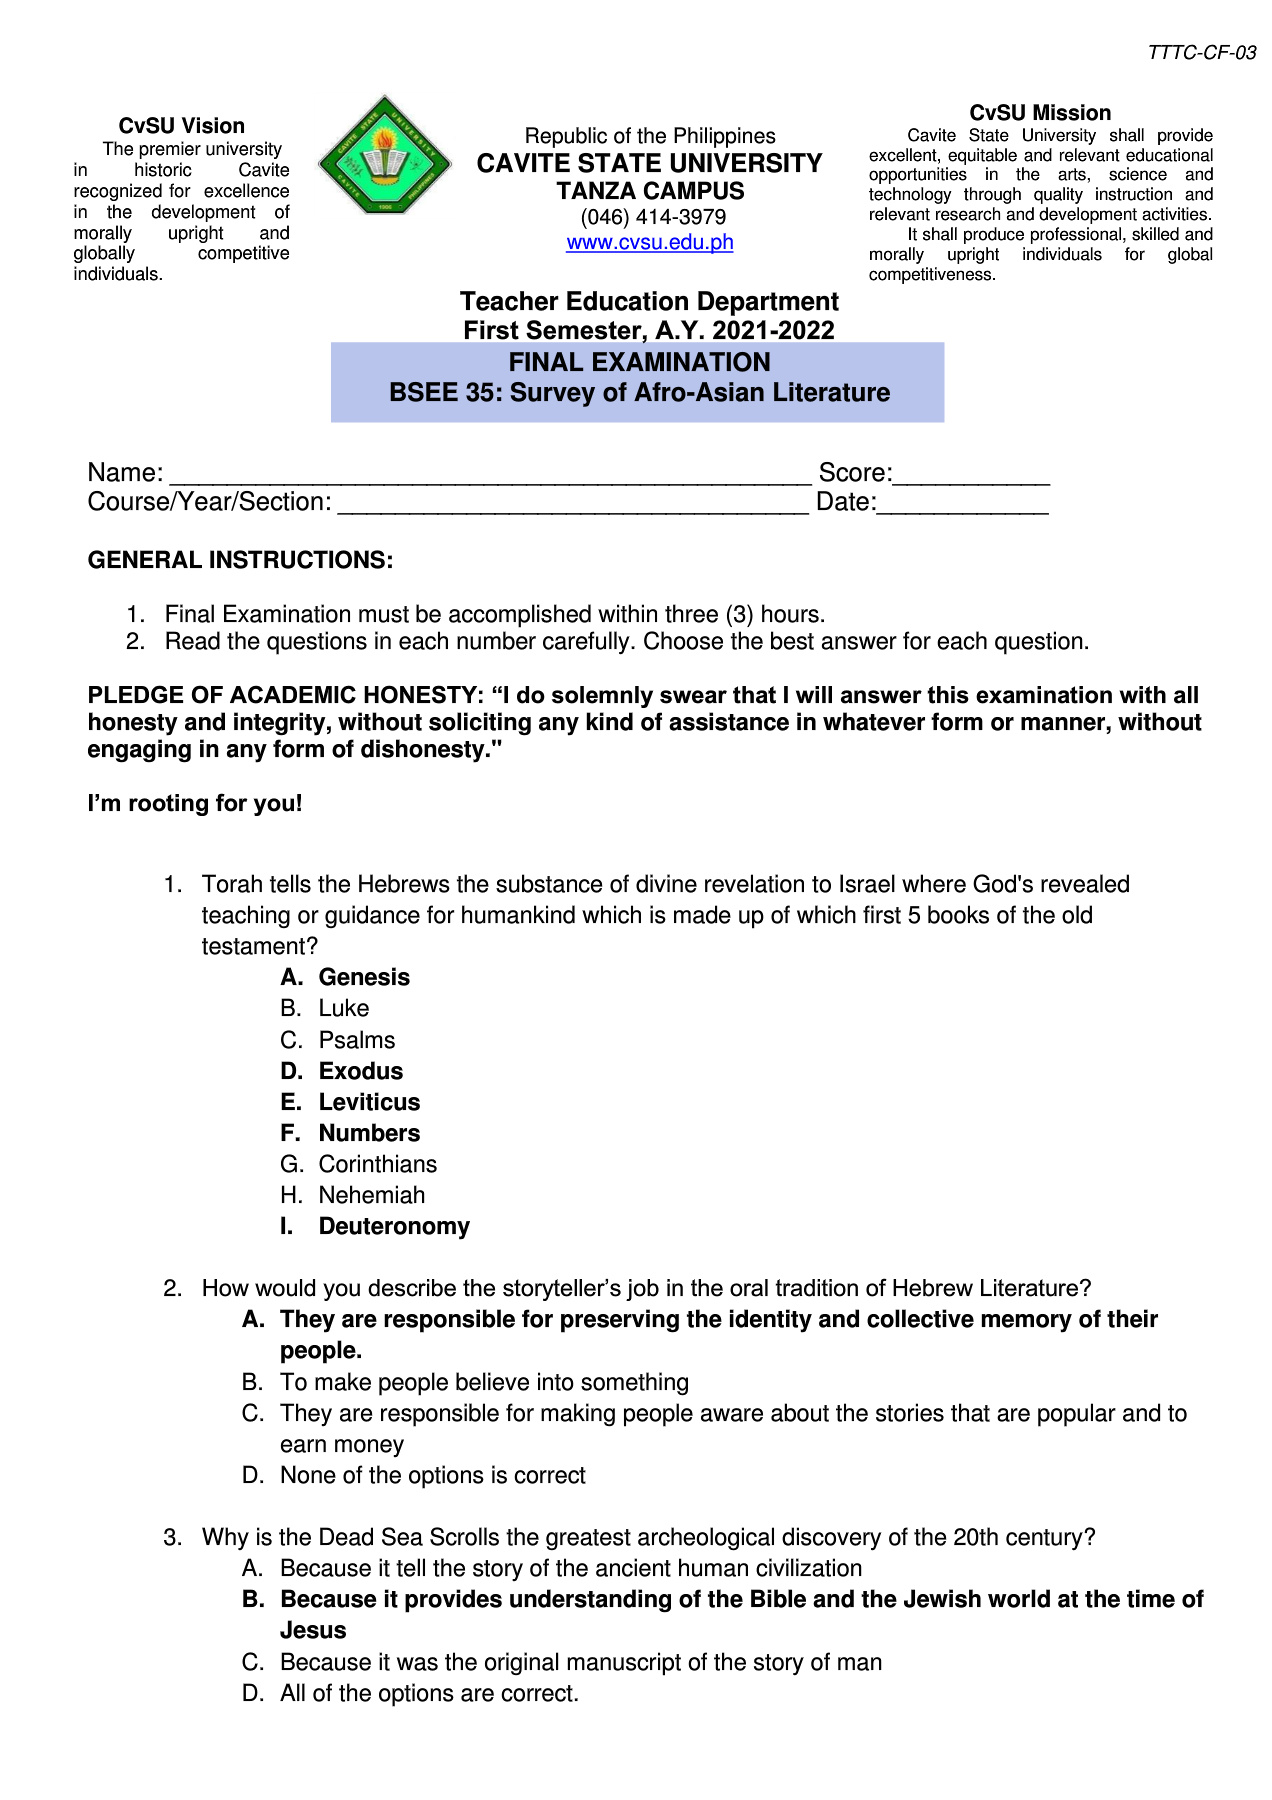 TTTC-CF-03
CvSU Vision
The premier university
in historic Cavite
recognized for excellence
in the development of
morally upright and
globally competitive
individuals.
CAVITE STATE UNIVERSITY
CAVITE PHILIPPINES
1906
Republic of the Philippines
CAVITE STATE UNIVERSITY
TANZA CAMPUS
(046) 414-3979
www.cvsu.edu.ph
CvSU Mission
Cavite State University shall provide
excellent, equitable and relevant educational
opportunities in the arts, science and
technology through quality instruction and
relevant research and development activities.
It shall produce professional, skilled and
morally upright individuals for global
competitiveness.
Teacher Education Department
First Semester, A.Y. 2021-2022
FINAL EXAMINATION
BSEE 35: Survey of Afro-Asian Literature
Name: ______________________________________________ Score:___________
Course/Year/Section: _________________________________ Date:____________
GENERAL INSTRUCTIONS:
1. Final Examination must be accomplished within three (3) hours.
2. Read the questions in each number carefully. Choose the best answer for each question.
PLEDGE OF ACADEMIC HONESTY: “I do solemnly swear that I will answer this examination with all
honesty and integrity, without soliciting any kind of assistance in whatever form or manner, without
engaging in any form of dishonesty."
I’m rooting for you!
1. Torah tells the Hebrews the substance of divine revelation to Israel where God's revealed
teaching or guidance for humankind which is made up of which first 5 books of the old
testament?
A. Genesis
B. Luke
C. Psalms
D. Exodus
E. Leviticus
F. Numbers
G. Corinthians
H. Nehemiah
I. Deuteronomy
2. How would you describe the storyteller’s job in the oral tradition of Hebrew Literature?
A. They are responsible for preserving the identity and collective memory of their
people.
B. To make people believe into something
C. They are responsible for making people aware about the stories that are popular and to
earn money
D. None of the options is correct
3. Why is the Dead Sea Scrolls the greatest archeological discovery of the 20th century?
A. Because it tell the story of the ancient human civilization
B. Because it provides understanding of the Bible and the Jewish world at the time of
Jesus
C. Because it was the original manuscript of the story of man
D. All of the options are correct.